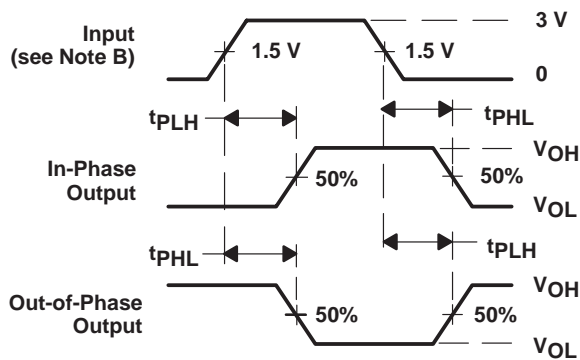 Input
(see Note B)
1.5 V
1.5 V
3 V
0
tPLH
tPHL
In-Phase
Output
50%
50%
VOH
VOL
tPHL
tPLH
Out-of-Phase
Output
50%
50%
VOH
VOL